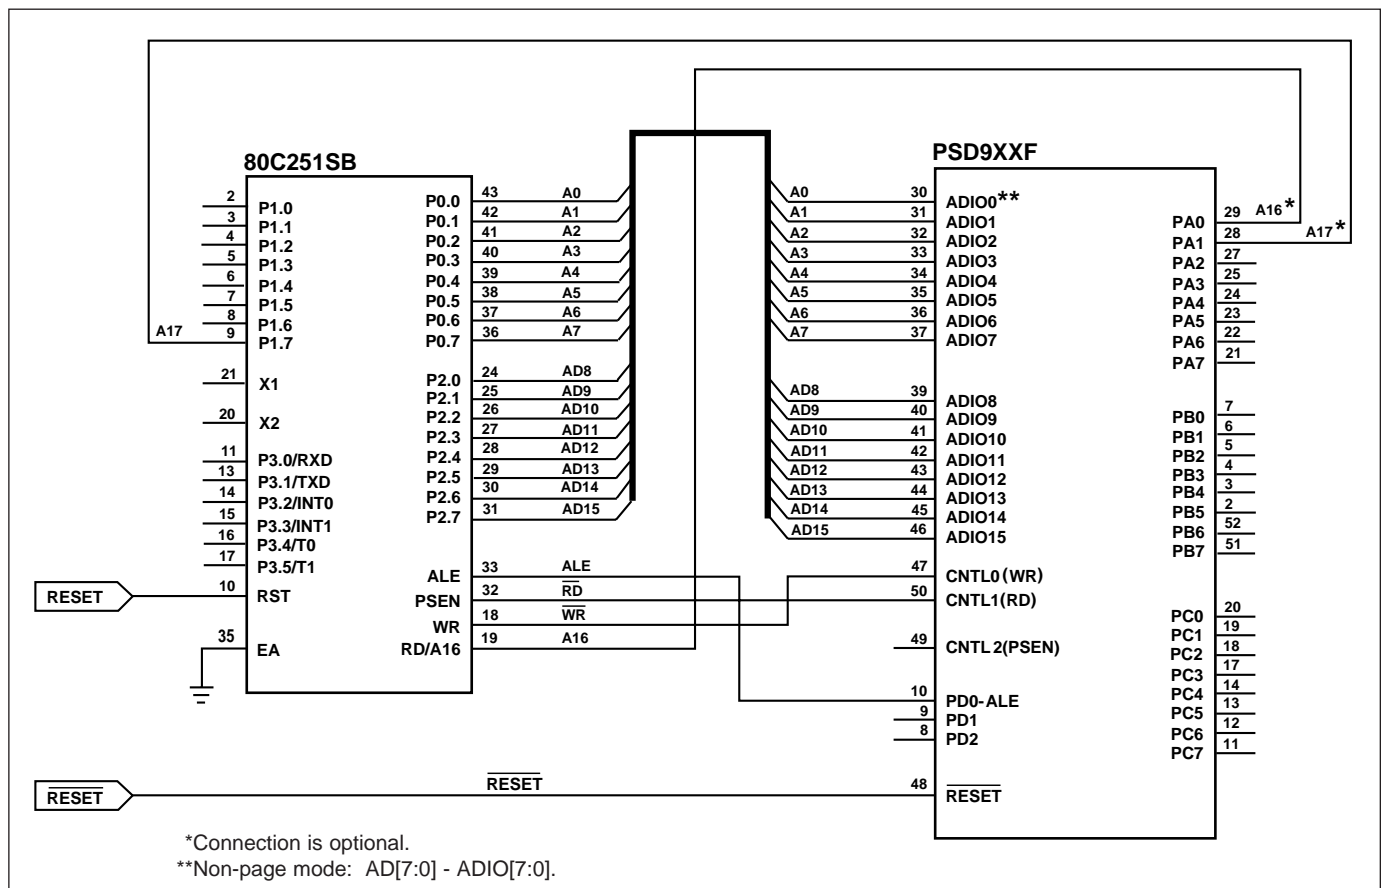 80C251SB
PSD9XXF
2 P1.0
3 P1.1
4 P1.2
5 P1.3
6 P1.4
7 P1.5
8 P1.6
A17 9 P1.7
21 X1
20 X2
11 P3.0/RXD
13 P3.1/TXD
14 P3.2/INT0
15 P3.3/INT1
16 P3.4/T0
17 P3.5/T1
RESET 10 RST
35 EA
P0.0 43 A0
P0.1 42 A1
P0.2 41 A2
P0.3 40 A3
P0.4 39 A4
P0.5 38 A5
P0.6 37 A6
P0.7 36 A7
P2.0 24 AD8
P2.1 25 AD9
P2.2 26 AD10
P2.3 27 AD11
P2.4 28 AD12
P2.5 29 AD13
P2.6 30 AD14
P2.7 31 AD15
ALE 33 ALE
PSEN 32 RD
WR 18 WR
RD/A16 19 A16
A0 30 ADIO0**
A1 31 ADIO1
A2 32 ADIO2
A3 33 ADIO3
A4 34 ADIO4
A5 35 ADIO5
A6 36 ADIO6
A7 37 ADIO7
AD8 39 ADIO8
AD9 40 ADIO9
AD10 41 ADIO10
AD11 42 ADIO11
AD12 43 ADIO12
AD13 44 ADIO13
AD14 45 ADIO14
AD15 46 ADIO15
47 CNTL0(WR)
50 CNTL1(RD)
49 CNTL2(PSEN)
10 PD0-ALE
9 PD1
8 PD2
48 RESET
PA0 29 A16*
PA1 28 A17*
PA2 27
PA3 25
PA4 24
PA5 23
PA6 22
PA7 21
PB0 7
PB1 6
PB2 5
PB3 4
PB4 3
PB5 2
PB6 52
PB7 51
PC0 20
PC1 19
PC2 18
PC3 17
PC4 14
PC5 13
PC6 12
PC7 11
RESET RESET
*Connection is optional.
**Non-page mode: AD[7:0] - ADIO[7:0].